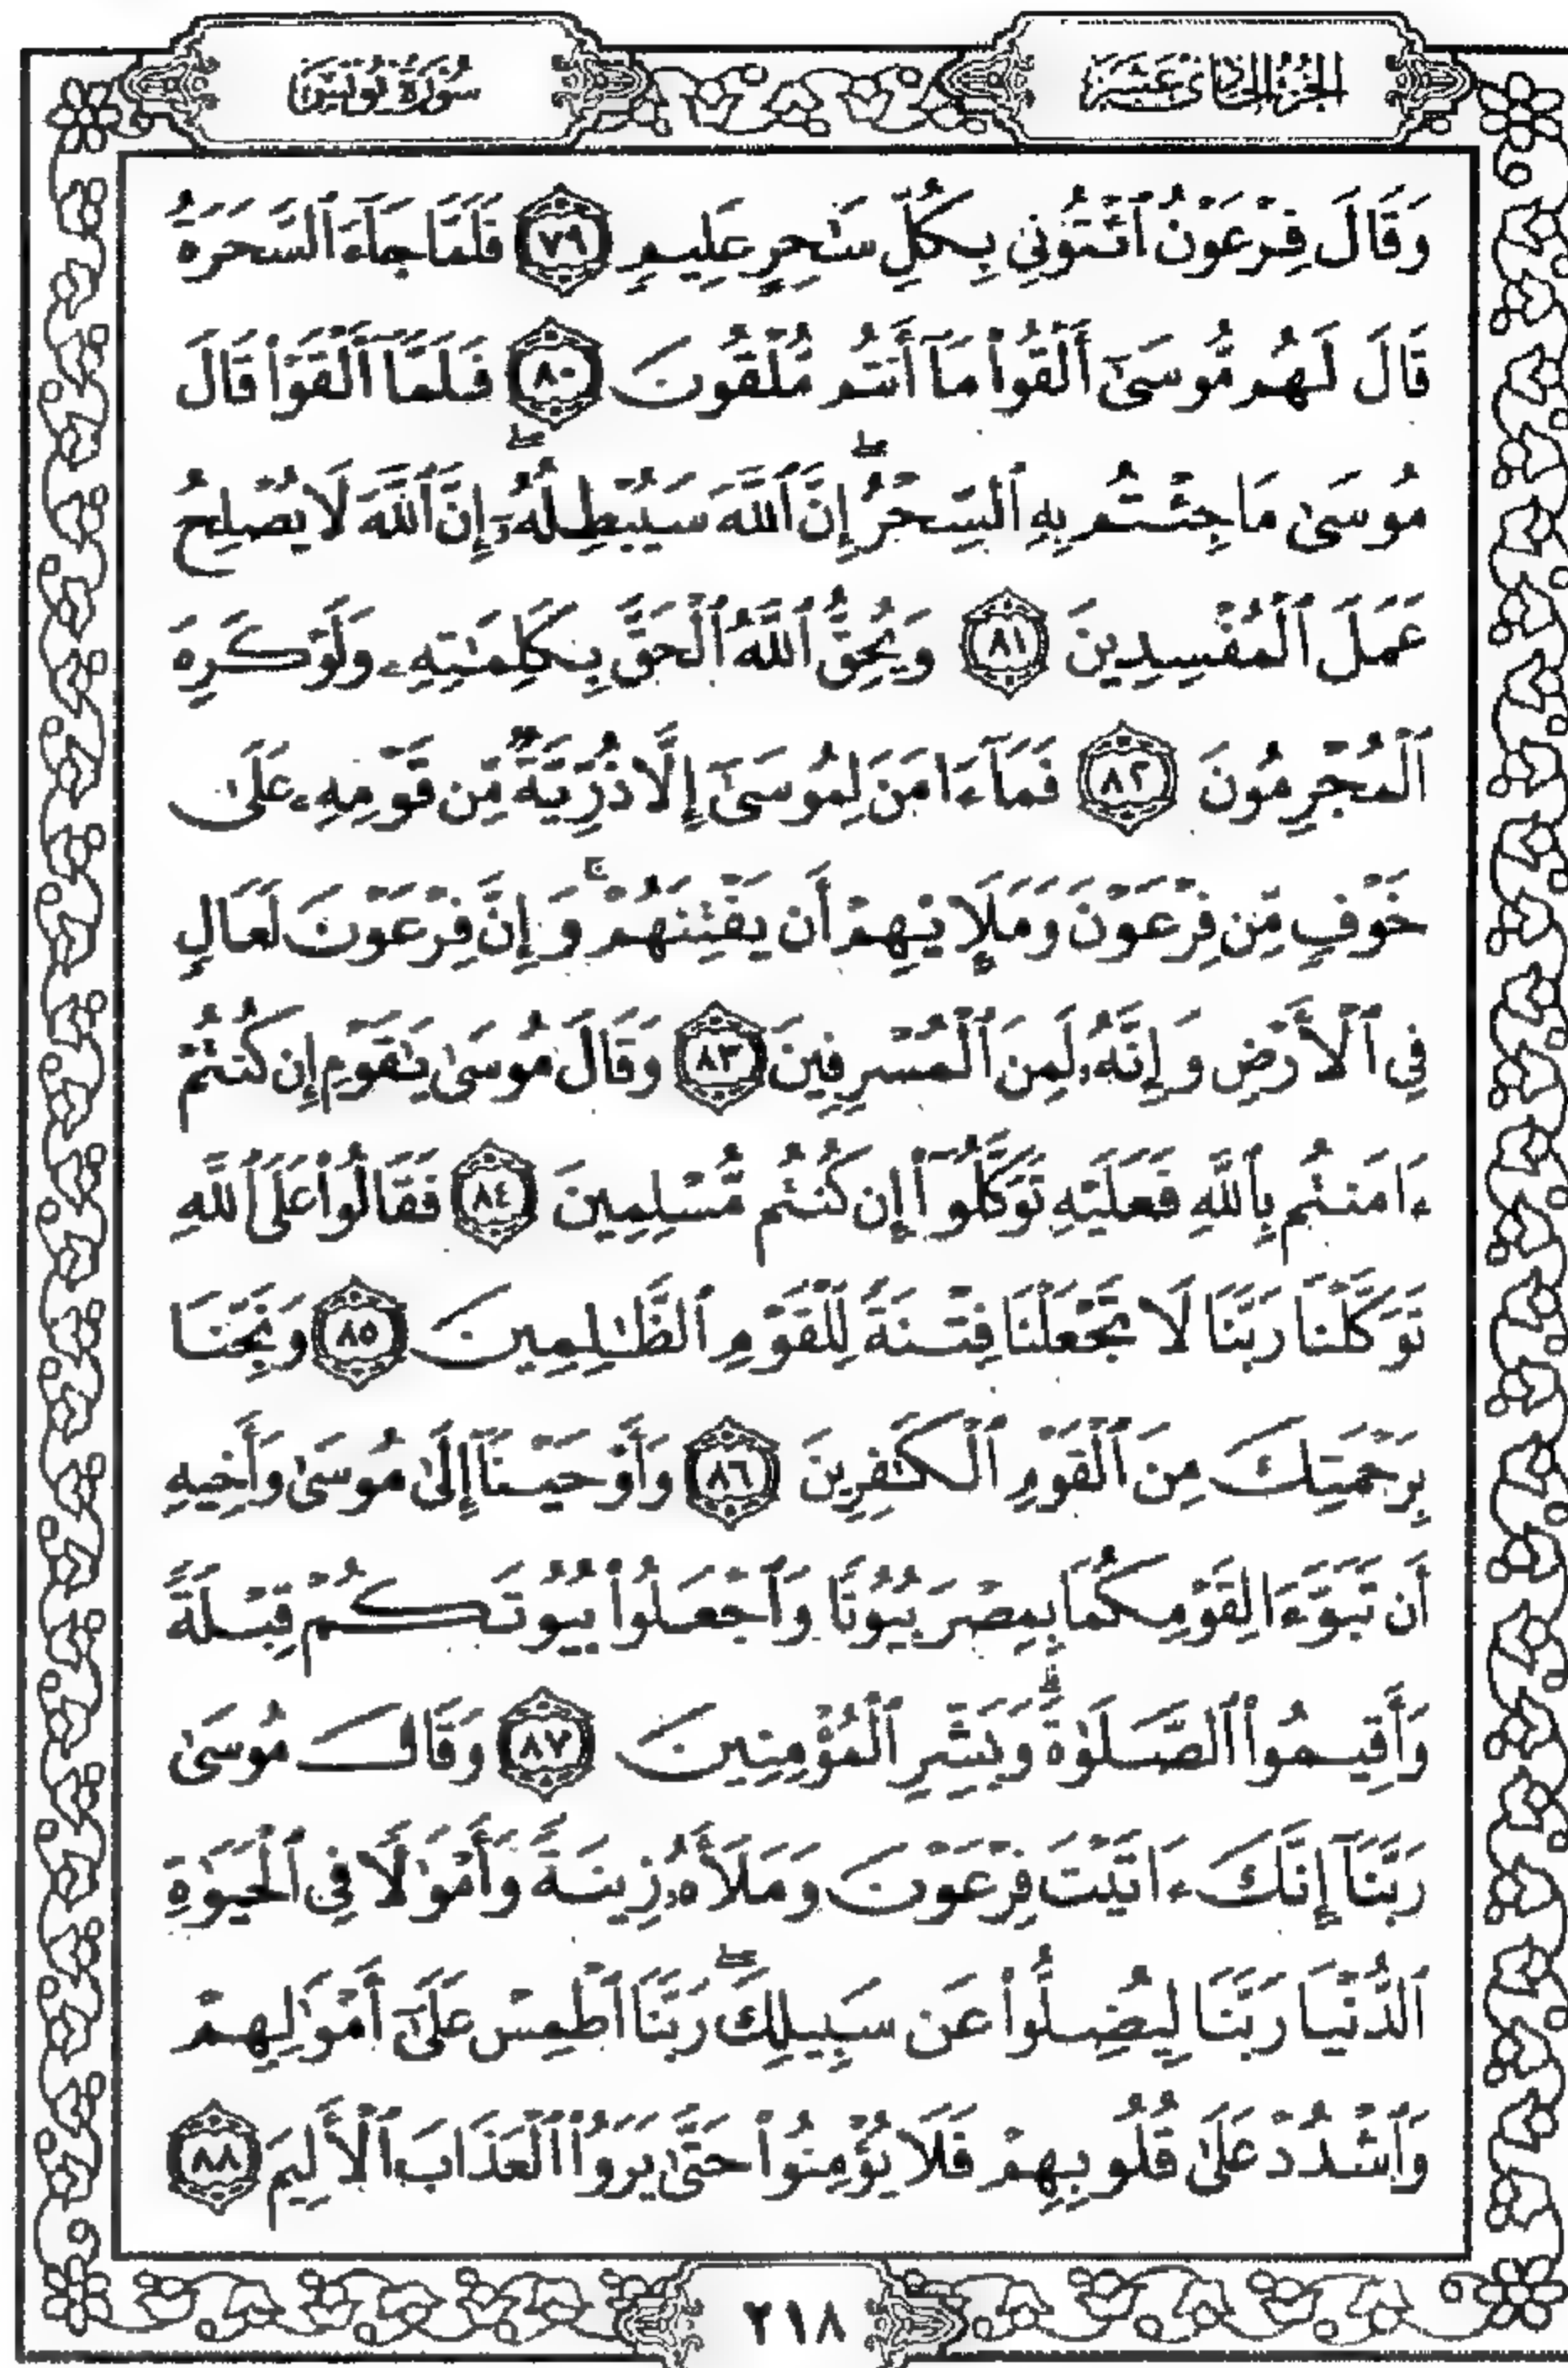 الجزء الحادي عشر
سورة يونس
وَقَالَ فِرْعَوْنُ ٱئْتُونِي بِكُلِّ سَٰحِرٍ عَلِيمٍ ٧٩ فَلَمَّا جَآءَ ٱلسَّحَرَةُ
قَالَ لَهُم مُّوسَىٰٓ أَلْقُوا۟ مَآ أَنتُم مُّلْقُونَ ٨٠ فَلَمَّآ أَلْقَوْا۟ قَالَ
مُوسَىٰ مَا جِئْتُم بِهِ ٱلسِّحْرُ ۖ إِنَّ ٱللَّهَ سَيُبْطِلُهُۥٓ ۖ إِنَّ ٱللَّهَ لَا يُصْلِحُ
عَمَلَ ٱلْمُفْسِدِينَ ٨١ وَيُحِقُّ ٱللَّهُ ٱلْحَقَّ بِكَلِمَٰتِهِۦ وَلَوْ كَرِهَ
ٱلْمُجْرِمُونَ ٨٢ فَمَآ ءَامَنَ لِمُوسَىٰٓ إِلَّا ذُرِّيَّةٌ مِّن قَوْمِهِۦ عَلَىٰ
خَوْفٍ مِّن فِرْعَوْنَ وَمَلَإِي۟هِمْ أَن يَفْتِنَهُمْ ۚ وَإِنَّ فِرْعَوْنَ لَعَالٍ
فِي ٱلْأَرْضِ وَإِنَّهُۥ لَمِنَ ٱلْمُسْرِفِينَ ٨٣ وَقَالَ مُوسَىٰ يَٰقَوْمِ إِن كُنتُمْ
ءَامَنتُم بِٱللَّهِ فَعَلَيْهِ تَوَكَّلُوٓا۟ إِن كُنتُم مُّسْلِمِينَ ٨٤ فَقَالُوا۟ عَلَى ٱللَّهِ
تَوَكَّلْنَا رَبَّنَا لَا تَجْعَلْنَا فِتْنَةً لِّلْقَوْمِ ٱلظَّٰلِمِينَ ٨٥ وَنَجِّنَا
بِرَحْمَتِكَ مِنَ ٱلْقَوْمِ ٱلْكَٰفِرِينَ ٨٦ وَأَوْحَيْنَآ إِلَىٰ مُوسَىٰ وَأَخِيهِ
أَن تَبَوَّءَا لِقَوْمِكُمَا بِمِصْرَ بُيُوتًا وَٱجْعَلُوا۟ بُيُوتَكُمْ قِبْلَةً
وَأَقِيمُوا۟ ٱلصَّلَوٰةَ ۗ وَبَشِّرِ ٱلْمُؤْمِنِينَ ٨٧ وَقَالَ مُوسَىٰ
رَبَّنَآ إِنَّكَ ءَاتَيْتَ فِرْعَوْنَ وَمَلَأَهُۥ زِينَةً وَأَمْوَٰلًا فِي ٱلْحَيَوٰةِ
ٱلدُّنْيَا رَبَّنَا لِيُضِلُّوا۟ عَن سَبِيلِكَ ۖ رَبَّنَا ٱطْمِسْ عَلَىٰٓ أَمْوَٰلِهِمْ
وَٱشْدُدْ عَلَىٰ قُلُوبِهِمْ فَلَا يُؤْمِنُوا۟ حَتَّىٰ يَرَوُا۟ ٱلْعَذَابَ ٱلْأَلِيمَ ٨٨
٢١٨